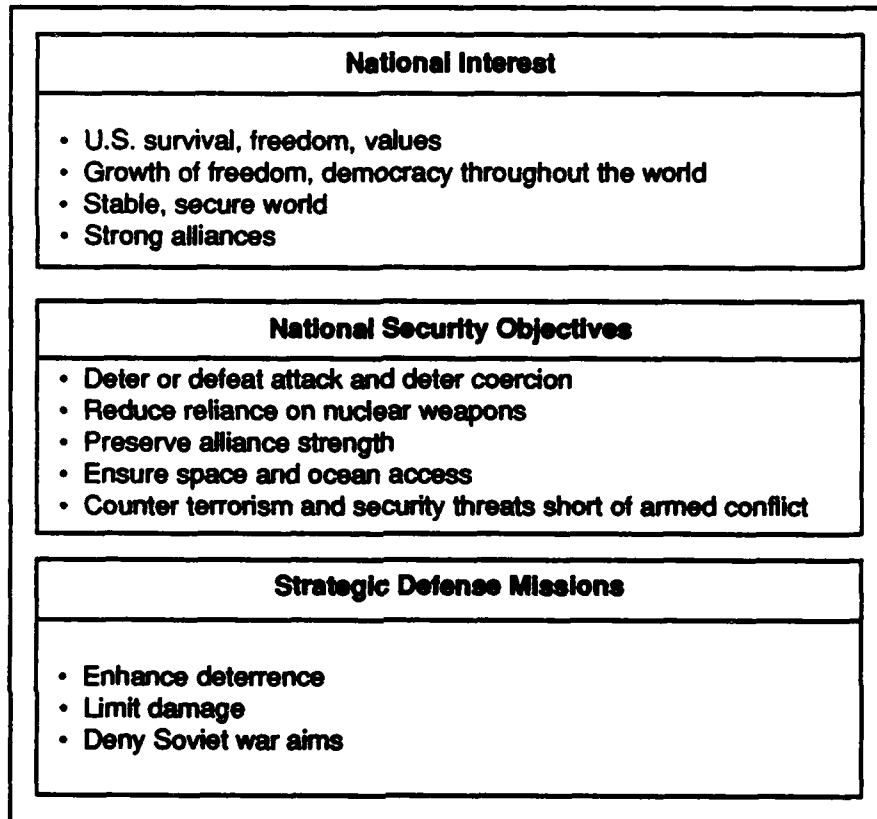 National Interest
• U.S. survival, freedom, values
• Growth of freedom, democracy throughout the world
• Stable, secure world
• Strong alliances
National Security Objectives
• Deter or defeat attack and deter coercion
• Reduce reliance on nuclear weapons
• Preserve alliance strength
• Ensure space and ocean access
• Counter terrorism and security threats short of armed conflict
Strategic Defense Missions
• Enhance deterrence
• Limit damage
• Deny Soviet war aims